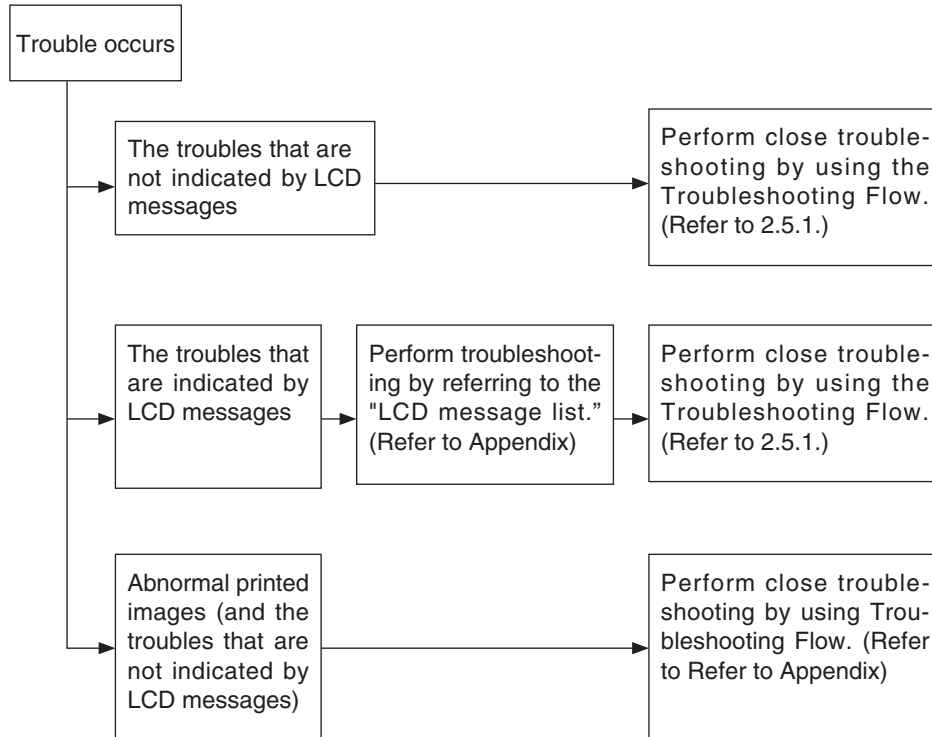 Trouble occurs
The troubles that are
not indicated by LCD
messages
Perform close trouble-
shooting by using the
Troubleshooting Flow.
(Refer to 2.5.1.)
The troubles that
are indicated by
LCD messages
Perform troubleshoot-
ing by referring to the
"LCD message list.”
(Refer to Appendix)
Perform close trouble-
shooting by using the
Troubleshooting Flow.
(Refer to 2.5.1.)
Abnormal printed
images (and the
troubles that are
not indicated by
LCD messages)
Perform close trouble-
shooting by using Trou-
bleshooting Flow. (Refer
to Refer to Appendix)